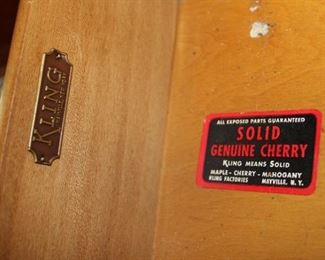 KLING
ALL EXPOSED PARTS GUARANTEED
SOLID
GENUINE CHERRY
KLING MEANS SOLID
MAPLE - CHERRY - MAHOGANY
KLING FACTORIES MAYVILLE, N. Y.